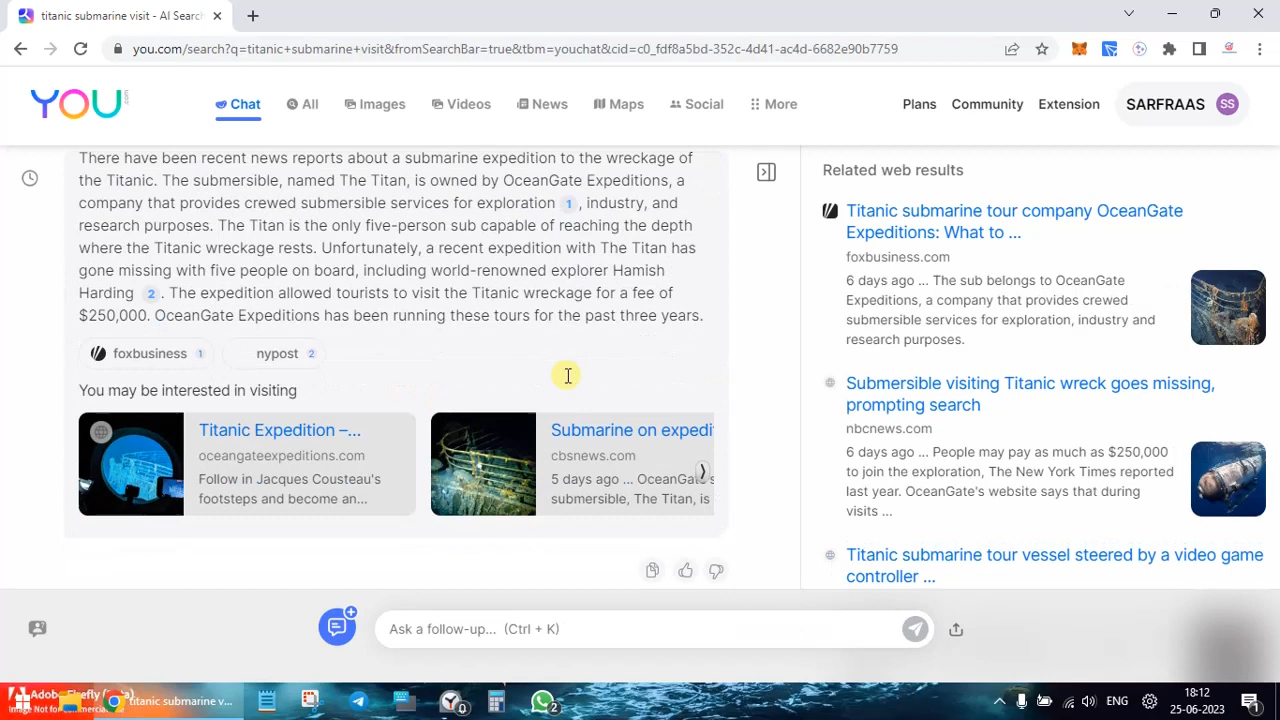 titanic submarine visit - AI Searc
you.com/search?q=titanic+submarine+visit&fromSearchBar=true&tbm=youchat&cid=c0_fdf8a5bd-352c-4d41-ac4d-6682e90b7759
YOU
Chat
All
Images
Videos
News
Maps
Social
More
Plans
Community
Extension
SARFRAAS
SS
There have been recent news reports about a submarine expedition to the wreckage of
the Titanic. The submersible, named The Titan, is owned by OceanGate Expeditions, a
company that provides crewed submersible services for exploration 1 , industry, and
research purposes. The Titan is the only five-person sub capable of reaching the depth
where the Titanic wreckage rests. Unfortunately, a recent expedition with The Titan has
gone missing with five people on board, including world-renowned explorer Hamish
Harding 2 . The expedition allowed tourists to visit the Titanic wreckage for a fee of
$250,000. OceanGate Expeditions has been running these tours for the past three years.
foxbusiness 1
nypost 2
You may be interested in visiting
Titanic Expedition –...
oceangateexpeditions.com
Follow in Jacques Cousteau's
footsteps and become an...
Submarine on expedi
cbsnews.com
5 days ago ... OceanGate's
submersible, The Titan, is
Related web results
Titanic submarine tour company OceanGate
Expeditions: What to ...
foxbusiness.com
6 days ago ... The sub belongs to OceanGate
Expeditions, a company that provides crewed
submersible services for exploration, industry and
research purposes.
Submersible visiting Titanic wreck goes missing,
prompting search
nbcnews.com
6 days ago ... People may pay as much as $250,000
to join the exploration, The New York Times reported
last year. OceanGate's website says that during
visits ...
Titanic submarine tour vessel steered by a video game
controller ...
Ask a follow-up... (Ctrl + K)
Adobe Firefly
Image Not for Commercial
titanic submarine v...
0
2
ENG
18:12
25-06-2023
1